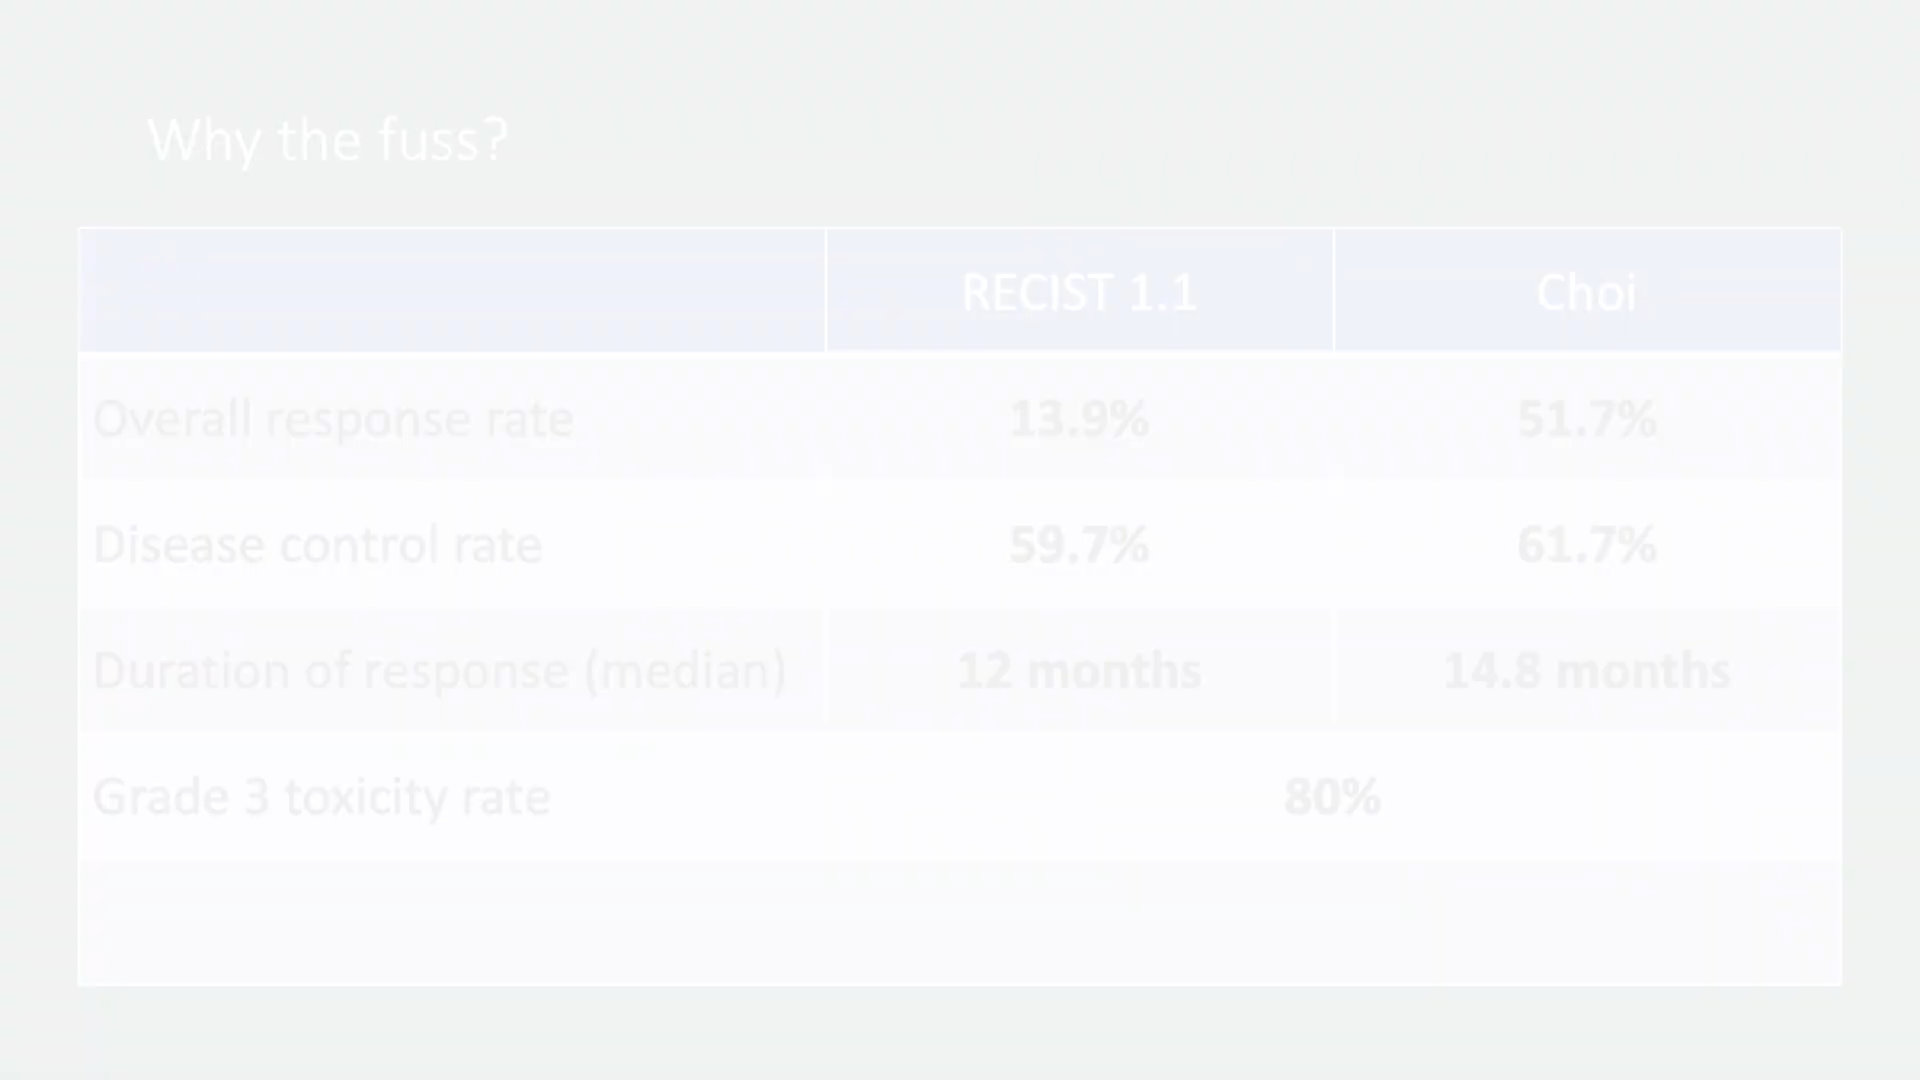 Why the fuss?
RECIST 1.1 Choi
Overall response rate 13.9% 51.7%
Disease control rate 59.7% 61.7%
Duration of response (median) 12 months 14.8 months
Grade 3 toxicity rate 80%